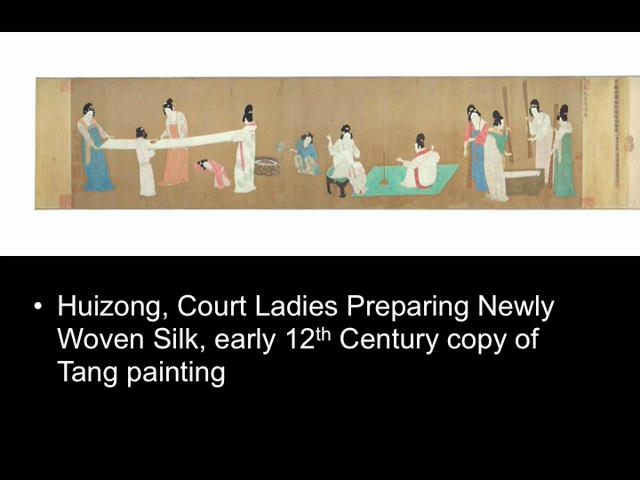 • Huizong, Court Ladies Preparing Newly
Woven Silk, early 12th Century copy of
Tang painting